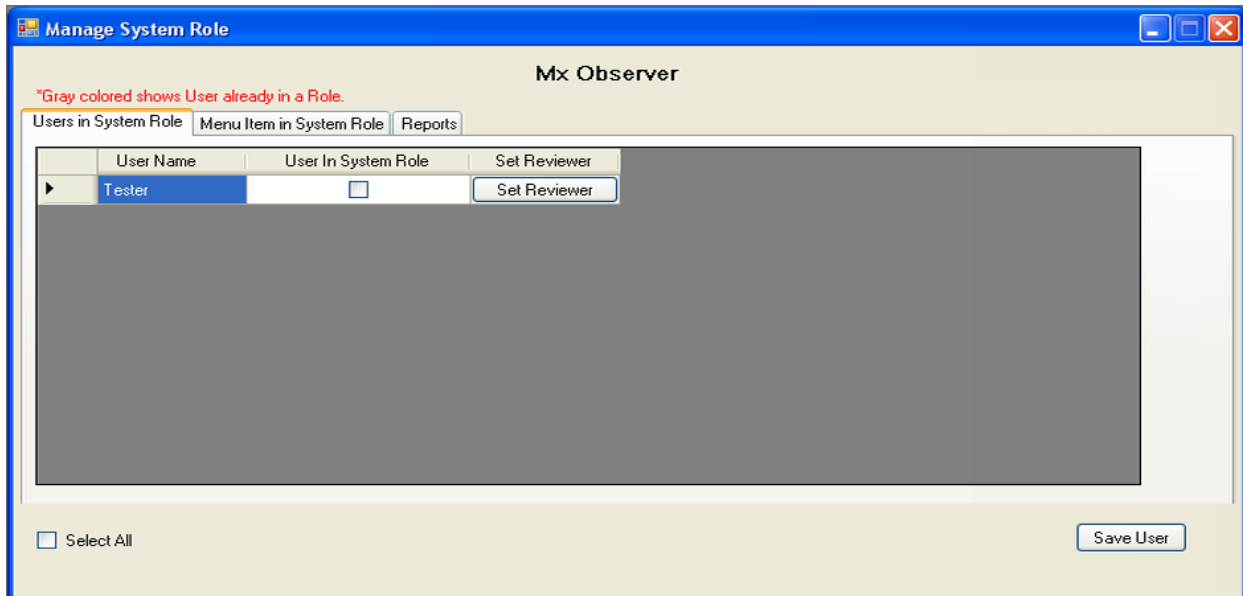 Manage System Role
Mx Observer
*Gray colored shows User already in a Role.
Users in System Role Menu Item in System Role Reports
User Name User In System Role Set Reviewer
Tester Set Reviewer
Select All Save User